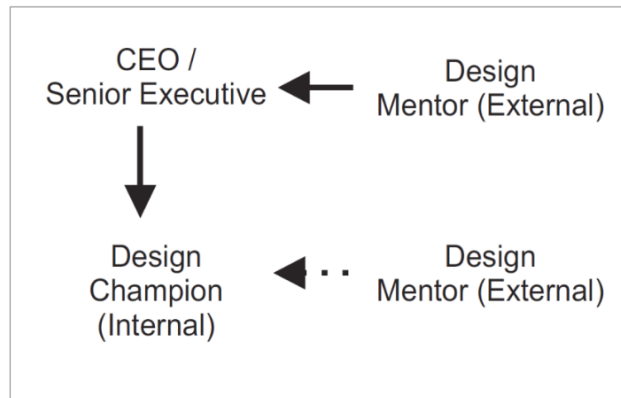 CEO /
Senior Executive
Design
Mentor (External)
Design
Champion
(Internal)
Design
Mentor (External)